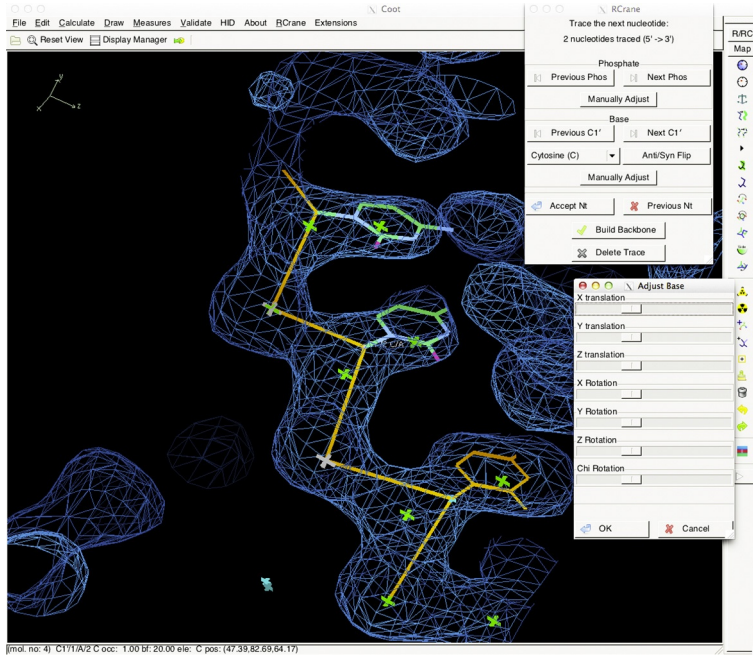 Coot
File Edit Calculate Draw Measures Validate HID About RCrane Extensions
Reset View Display Manager
R/RC
Map
y
x
z
RCrane
Trace the next nucleotide:
2 nucleotides traced (5' -> 3')
Phosphate
Previous Phos Next Phos
Manually Adjust
Base
Previous C1' Next C1'
Cytosine (C) Anti/Syn Flip
Manually Adjust
Accept Nt Previous Nt
Build Backbone
Delete Trace
Adjust Base
X translation
Y translation
Z translation
X Rotation
Y Rotation
Z Rotation
Chi Rotation
OK Cancel
(mol. no: 4) C1'/1/A/2 C occ: 1.00 bf: 20.00 ele: C pos: (47.39,82.69,64.17)